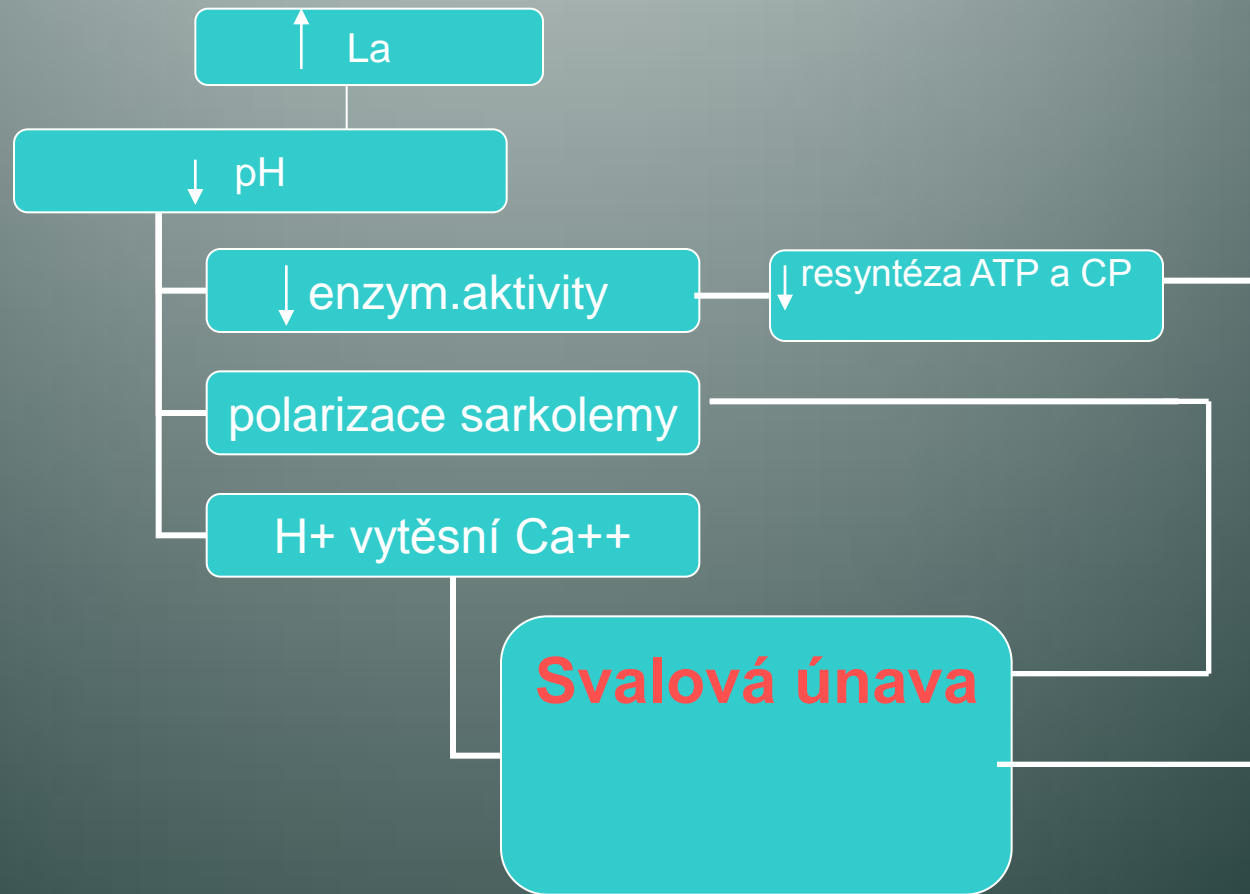 La
pH
enzym.aktivity
resyntéza ATP a CP
polarizace sarkolemy
H+ vytěsní Ca++
Svalová únava